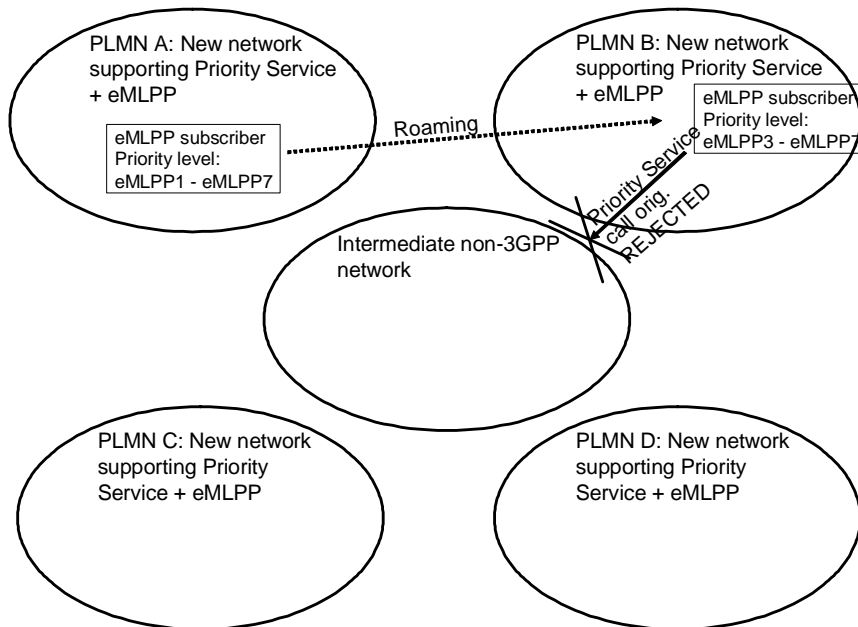 PLMN A: New network
supporting Priority Service
+ eMLPP
eMLPP subscriber
Priority level:
eMLPP1 - eMLPP7
Roaming
PLMN B: New network
supporting Priority Service
+ eMLPP
eMLPP subscriber
Priority level:
eMLPP3 - eMLPP7
Priority Service
call orig.
REJECTED
Intermediate non-3GPP
network
PLMN C: New network
supporting Priority
Service + eMLPP
PLMN D: New network
supporting Priority
Service + eMLPP